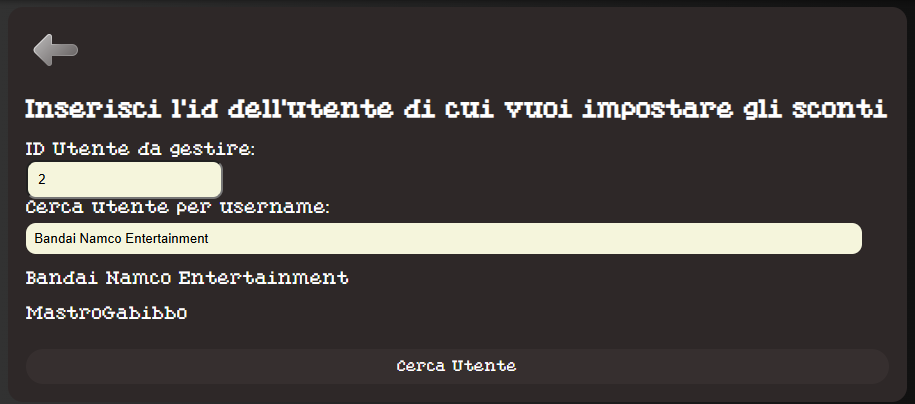 Inserisci l'id dell'utente di cui vuoi impostare gli sconti
ID Utente da gestire:
2
Cerca utente per username:
Bandai Namco Entertainment
Bandai Namco Entertainment
MastroGabibbo
Cerca Utente